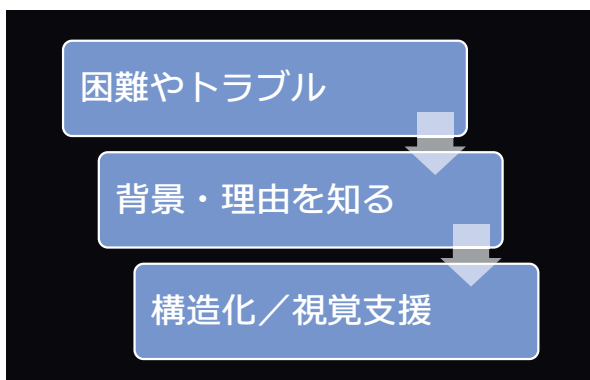 困難やトラブル
背景・理由を知る
構造化／視覚支援